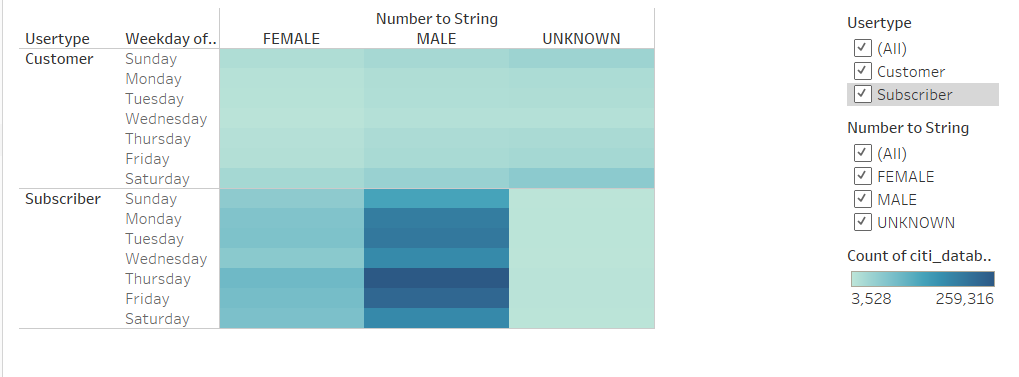 Number to String
Usertype Weekday of.. FEMALE MALE UNKNOWN
Customer Sunday
Monday
Tuesday
Wednesday
Thursday
Friday
Saturday
Subscriber Sunday
Monday
Tuesday
Wednesday
Thursday
Friday
Saturday
Usertype
(All)
Customer
Subscriber
Number to String
(All)
FEMALE
MALE
UNKNOWN
Count of citi_datab..
3,528 259,316